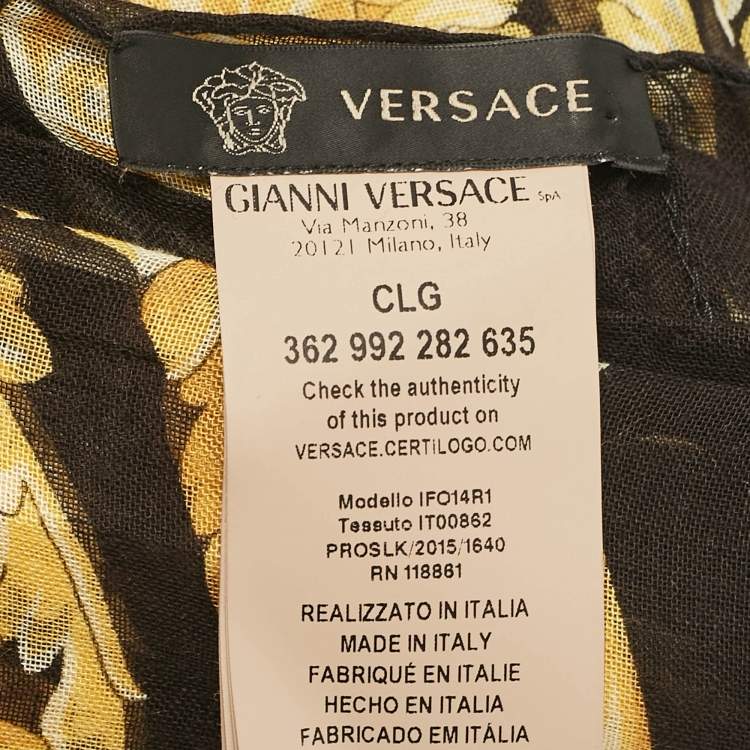 VERSACE
GIANNI VERSACE SpA
Via Manzoni, 38
20121 Milano, Italy
CLG
362 992 282 635
Check the authenticity
of this product on
VERSACE.CERTILOGO.COM
Modello IFO14R1
Tessuto IT00862
PROSLK/2015/1640
RN 118861
REALIZZATO IN ITALIA
MADE IN ITALY
FABRIQUÉ EN ITALIE
HECHO EN ITALIA
FABRICADO EM ITÁLIA